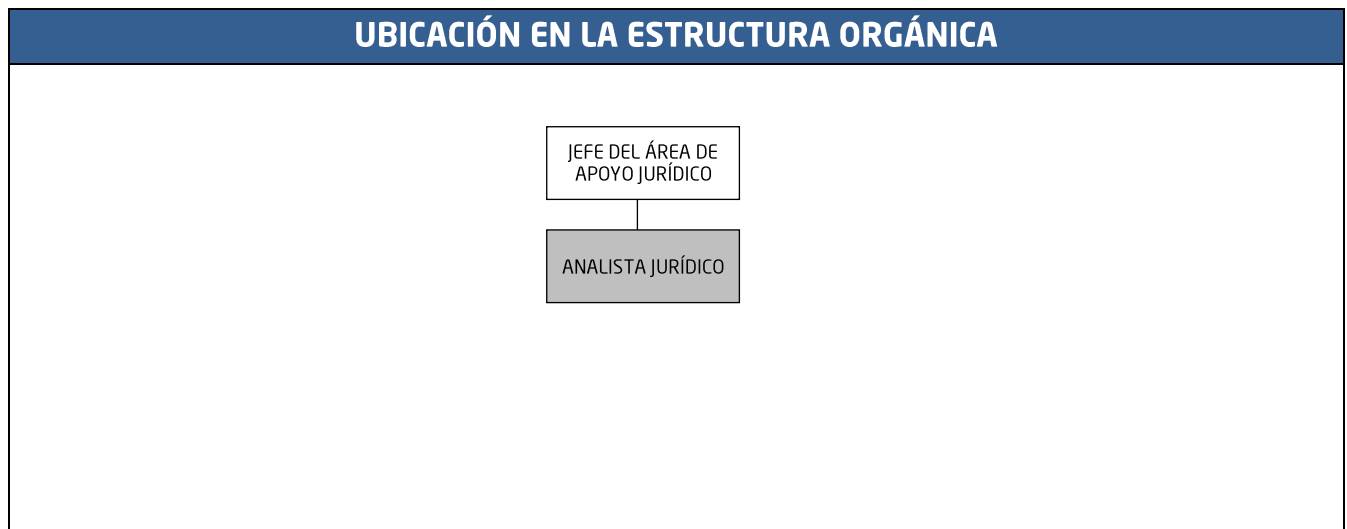 UBICACIÓN EN LA ESTRUCTURA ORGÁNICA
JEFE DEL ÁREA DE
APOYO JURÍDICO
ANALISTA JURÍDICO